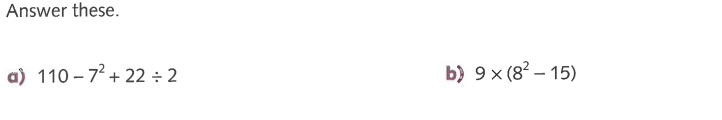 Answer these.
a) 110 – 7² + 22 ÷ 2
b) 9 × (8² – 15)